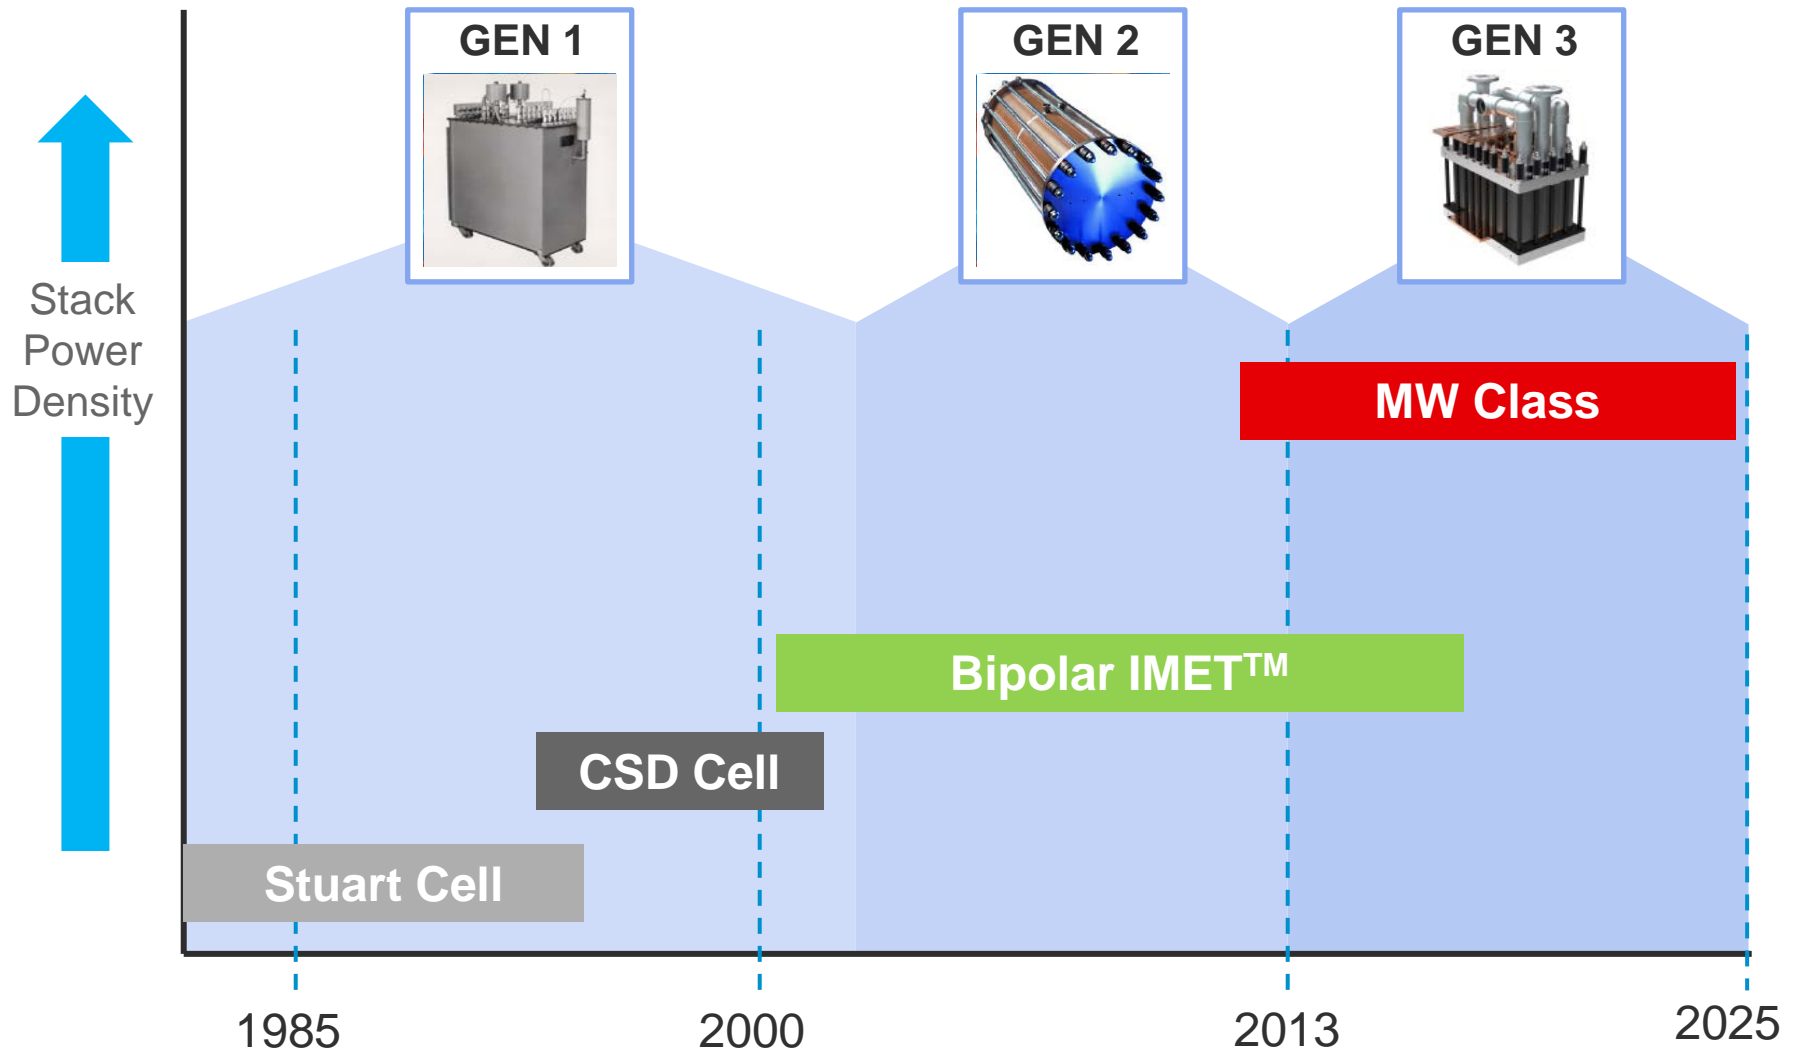 GEN 1
GEN 2
GEN 3
Stack
Power
Density
MW Class
Bipolar IMET™
CSD Cell
Stuart Cell
1985
2000
2013
2025